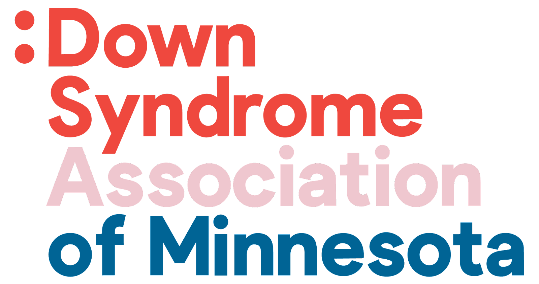 :Down
Syndrome
Association
of Minnesota